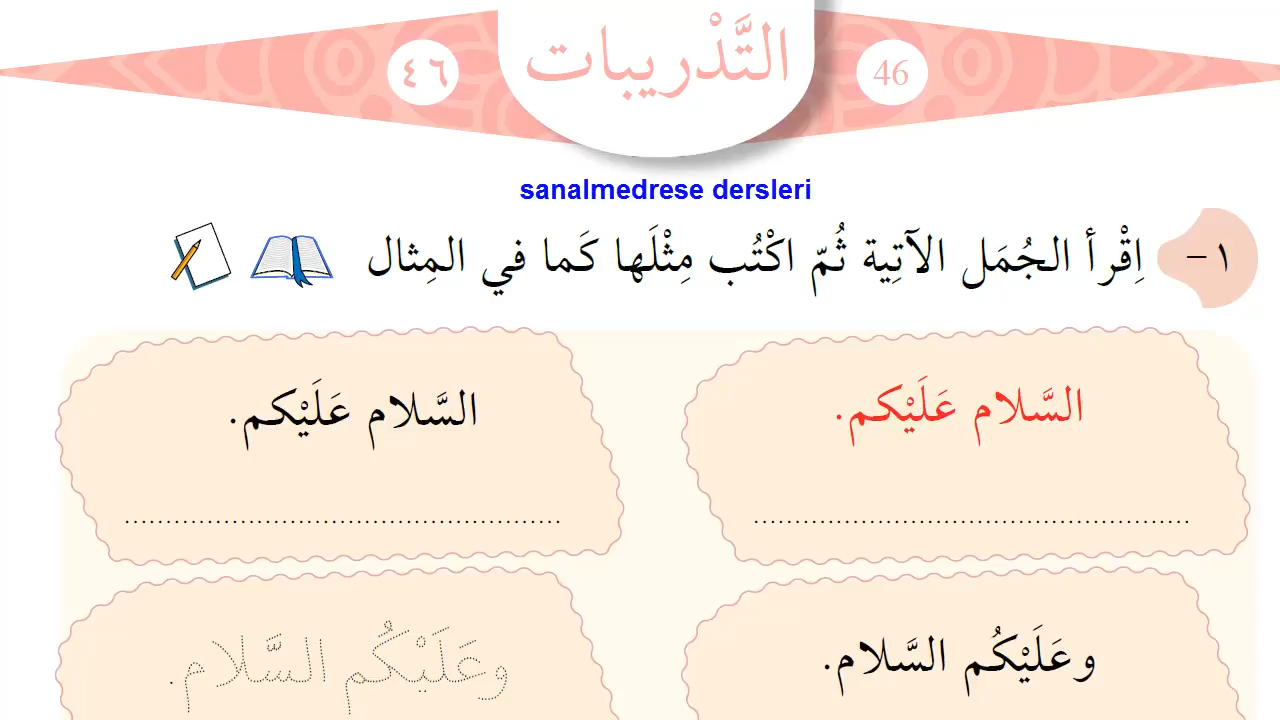 46 التَّدْريبات ٤٦
sanalmedrese dersleri
١- اِقْرأ الجُمَل الآتِية ثُمّ اكْتُب مِثْلَها كَما في المِثال
السَّلام عَلَيْكم.
السَّلام عَلَيْكم.
..................................................
..................................................
وعَلَيْكُم السَّلام.
وعَلَيْكُم السَّلام.